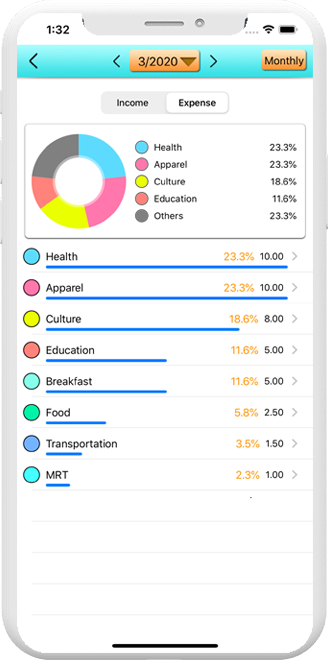 1:32
3/2020
Monthly
Income Expense
Health 23.3%
Apparel 23.3%
Culture 18.6%
Education 11.6%
Others 23.3%
Health 23.3% 10.00
Apparel 23.3% 10.00
Culture 18.6% 8.00
Education 11.6% 5.00
Breakfast 11.6% 5.00
Food 5.8% 2.50
Transportation 3.5% 1.50
MRT 2.3% 1.00